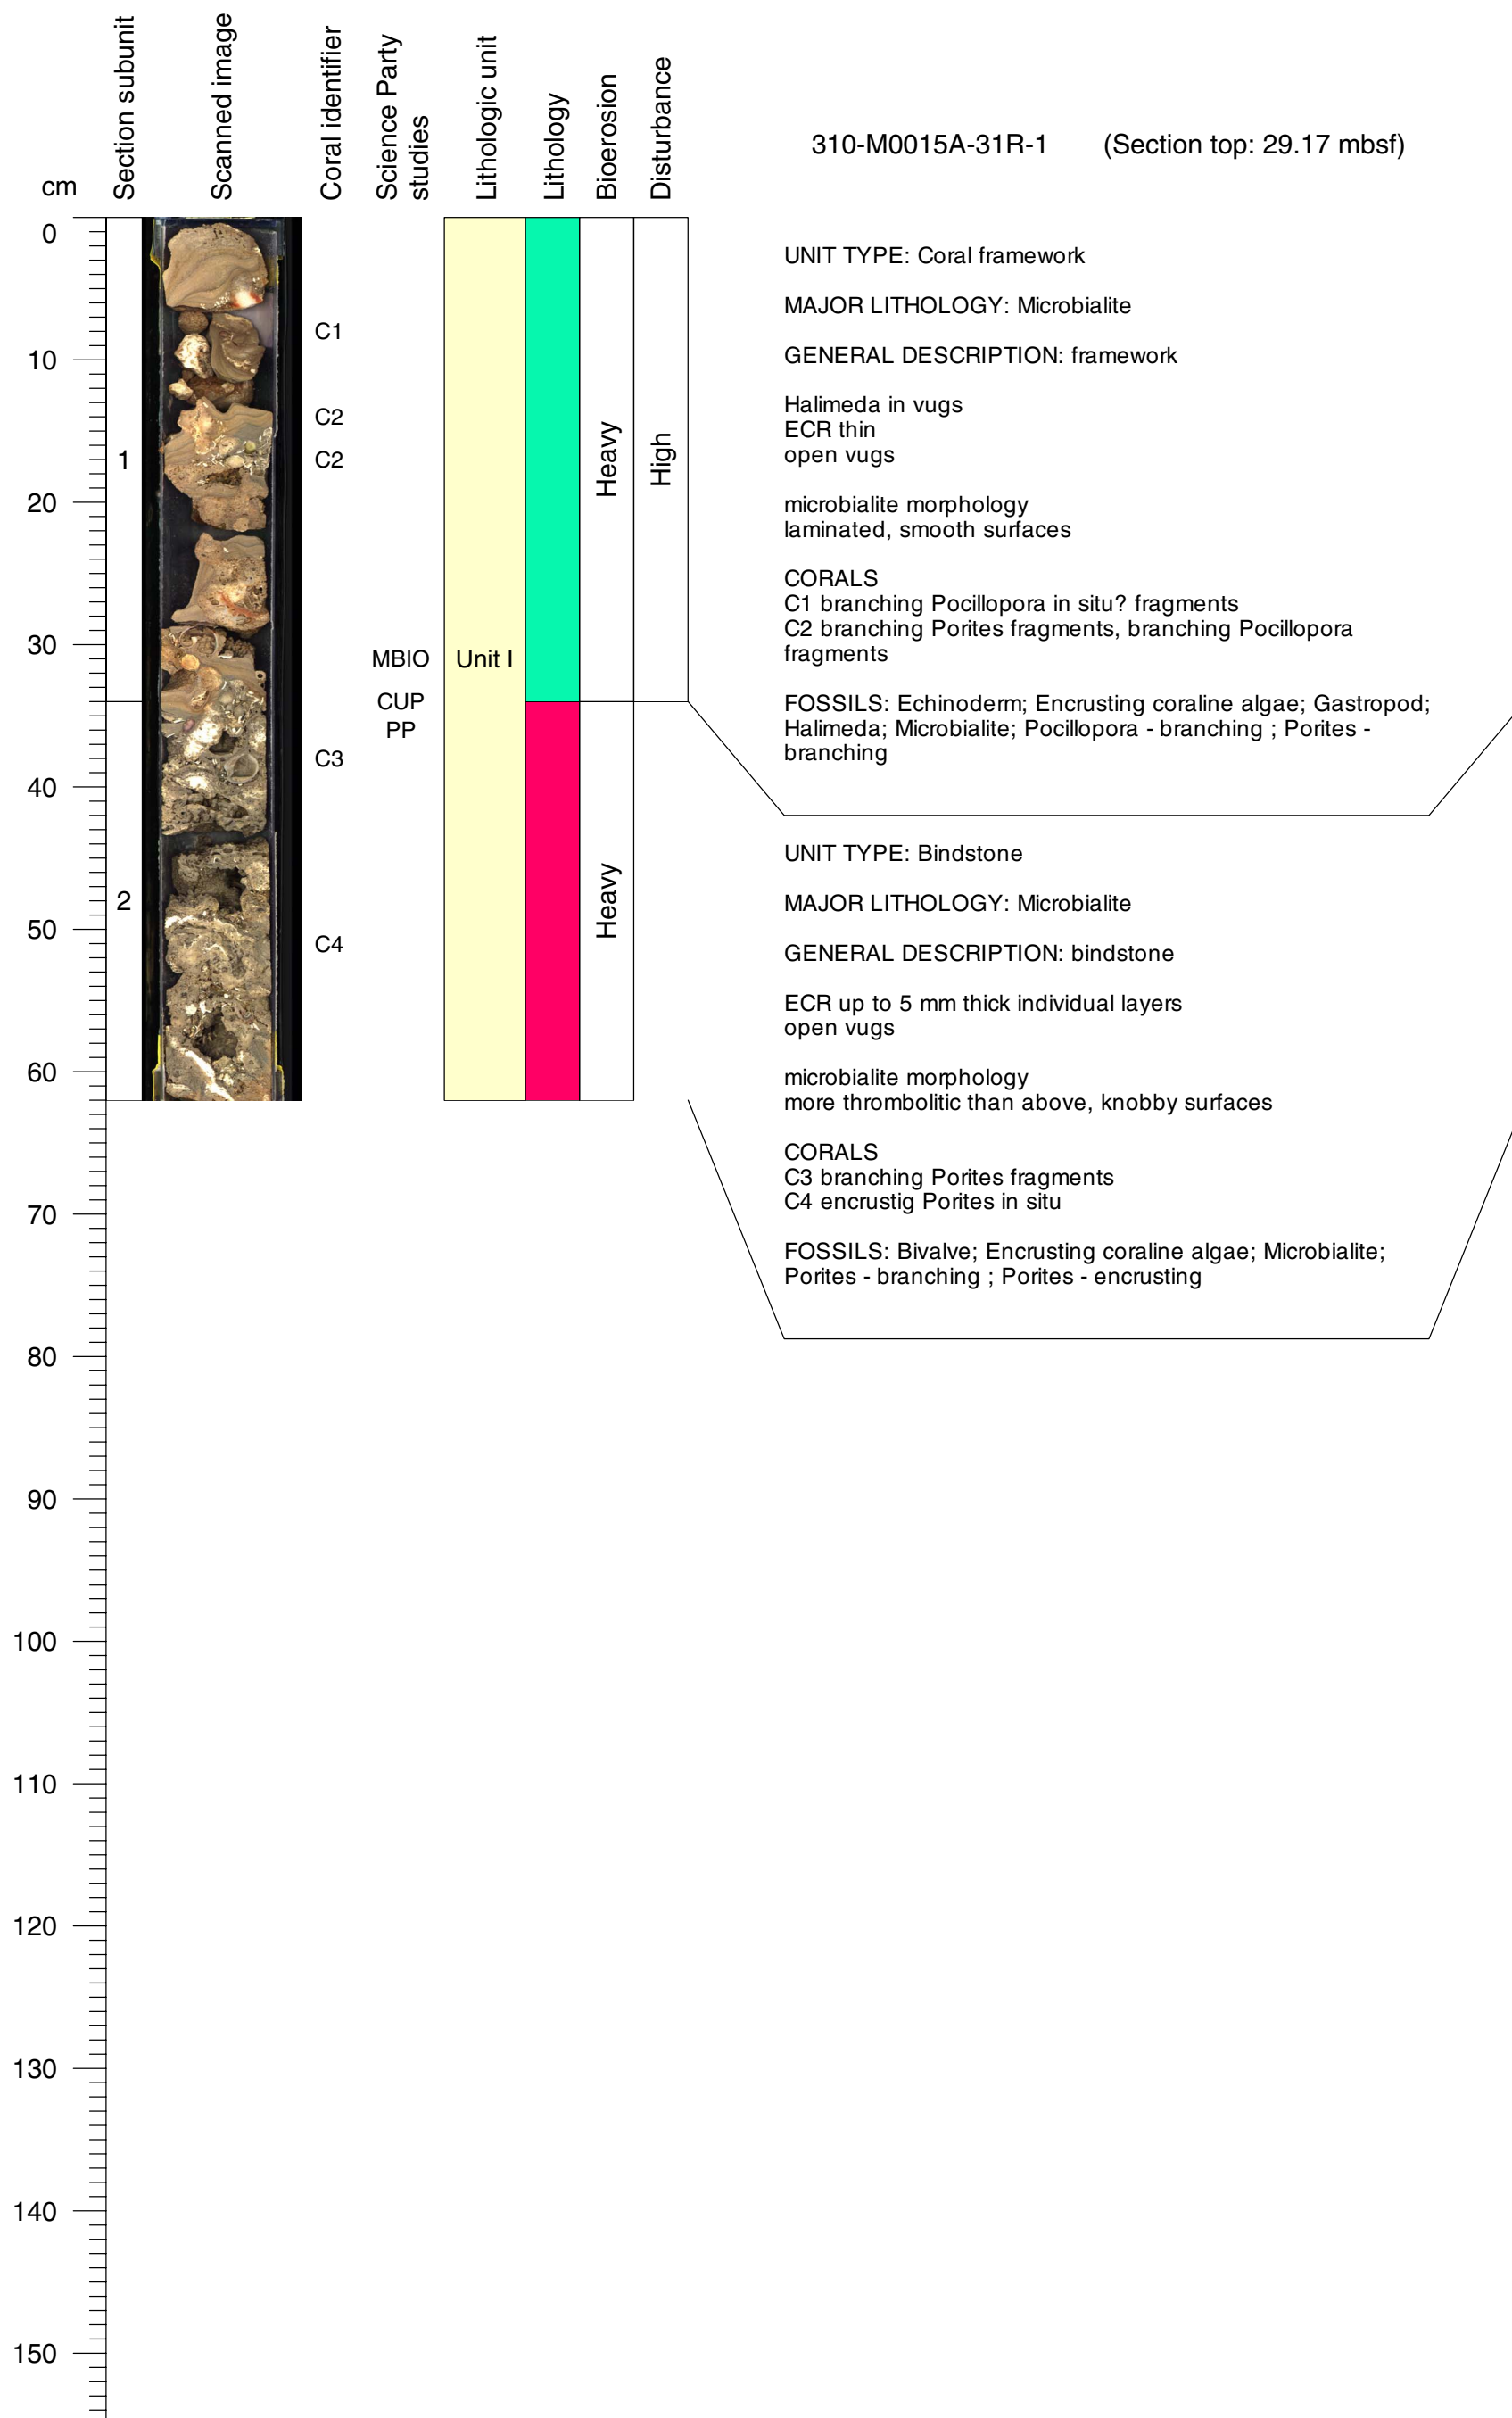 Section subunit
Scanned image
Coral identifier
Science Party
studies
Lithologic unit
Lithology
Bioerosion
Disturbance
310-M0015A-31R-1 (Section top: 29.17 mbsf)
cm
0
10
20
30
40
50
60
70
80
90
100
110
120
130
140
150
1
2
C1
C2
C2
C3
C4
MBIO
CUP
PP
Unit I
Heavy
High
Heavy
UNIT TYPE: Coral framework
MAJOR LITHOLOGY: Microbialite
GENERAL DESCRIPTION: framework
Halimeda in vugs
ECR thin
open vugs
microbialite morphology
laminated, smooth surfaces
CORALS
C1 branching Pocillopora in situ? fragments
C2 branching Porites fragments, branching Pocillopora
fragments
FOSSILS: Echinoderm; Encrusting coraline algae; Gastropod;
Halimeda; Microbialite; Pocillopora - branching ; Porites -
branching
UNIT TYPE: Bindstone
MAJOR LITHOLOGY: Microbialite
GENERAL DESCRIPTION: bindstone
ECR up to 5 mm thick individual layers
open vugs
microbialite morphology
more thrombolitic than above, knobby surfaces
CORALS
C3 branching Porites fragments
C4 encrustig Porites in situ
FOSSILS: Bivalve; Encrusting coraline algae; Microbialite;
Porites - branching ; Porites - encrusting